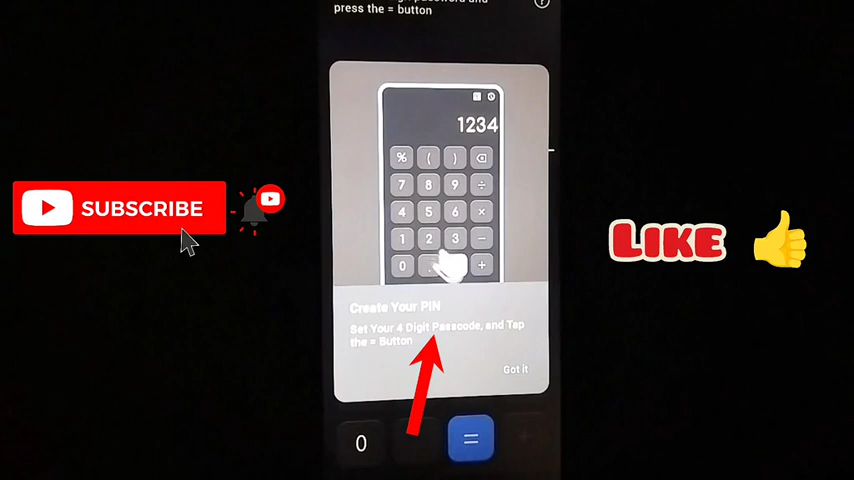 press the = button
1234
% ( )
7 8 9 ÷
4 5 6 ×
1 2 3 −
0 . +
Create Your PIN
Set Your 4 Digit Passcode, and Tap
the = Button
Got it
0 =
SUBSCRIBE
LIKE